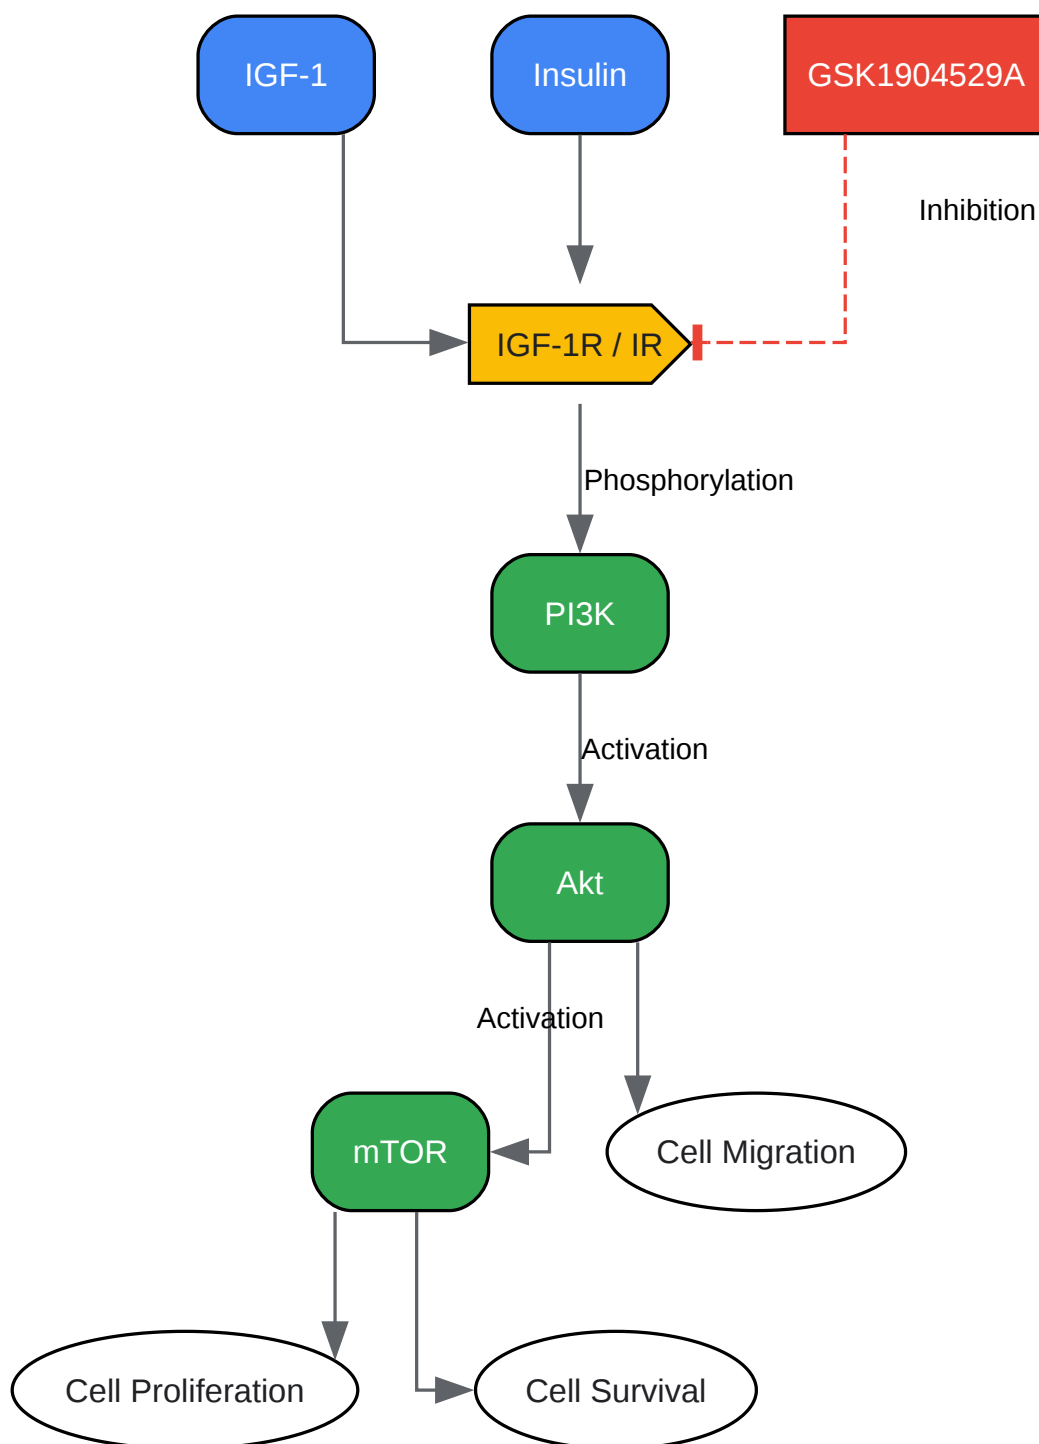 IGF-1
Insulin
GSK1904529A
Inhibition
IGF-1R / IR
Phosphorylation
PI3K
Activation
Akt
Activation
mTOR
Cell Migration
Cell Proliferation
Cell Survival